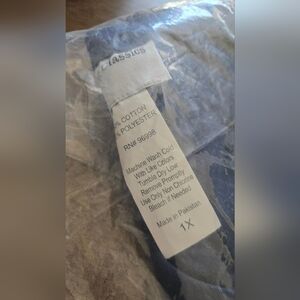 Classics
% COTTON
% POLYESTER
RN# 96998
Machine Wash Cold
With Like Colors
Tumble Dry Low
Remove Promptly
Use Only Non Chlorine
Bleach if Needed
Made in Pakistan
1X